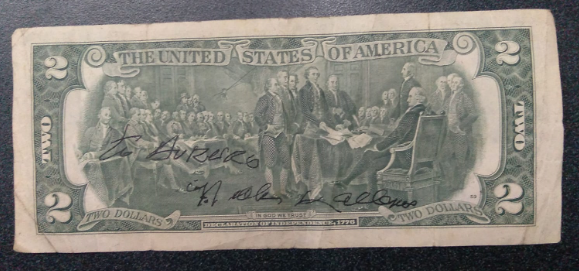 THE UNITED STATES OF AMERICA
2 2
TWO TWO
E AURARO
2 2
TWO DOLLARS IN GOD WE TRUST TWO DOLLARS
DECLARATION OF INDEPENDENCE, 1776